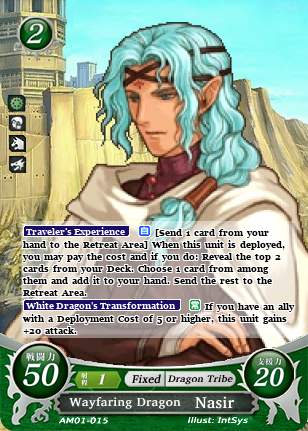 2
Traveler's Experience 自 [Send 1 card from your
hand to the Retreat Area] When this unit is deployed,
you may pay the cost and if you do: Reveal the top 2
cards from your Deck. Choose 1 card from among
them and add it to your hand. Send the rest to the
Retreat Area.
White Dragon's Transformation 常 If you have an ally
with a Deployment Cost of 5 or higher, this unit gains
+20 attack.
戦闘力
50
射程 1
Fixed Dragon Tribe
支援力
20
Wayfaring Dragon Nasir
AM01-015 Illust: IntSys